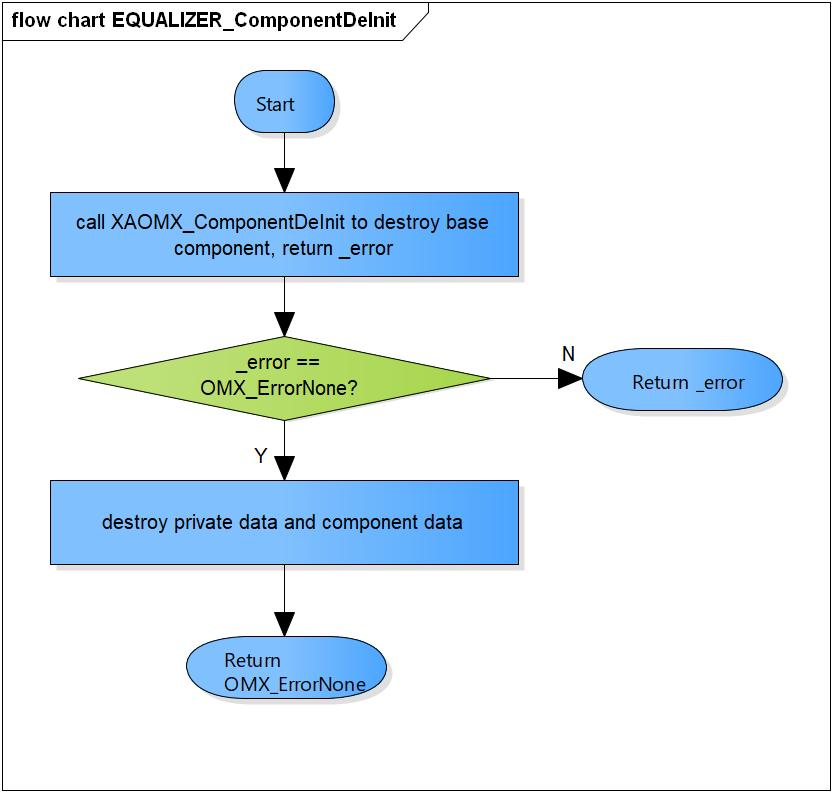 flow chart EQUALIZER_ComponentDeInit
Start
call XAOMX_ComponentDeInit to destroy base
component, return _error
_error ==
OMX_ErrorNone?
N
Return _error
Y
destroy private data and component data
Return
OMX_ErrorNone